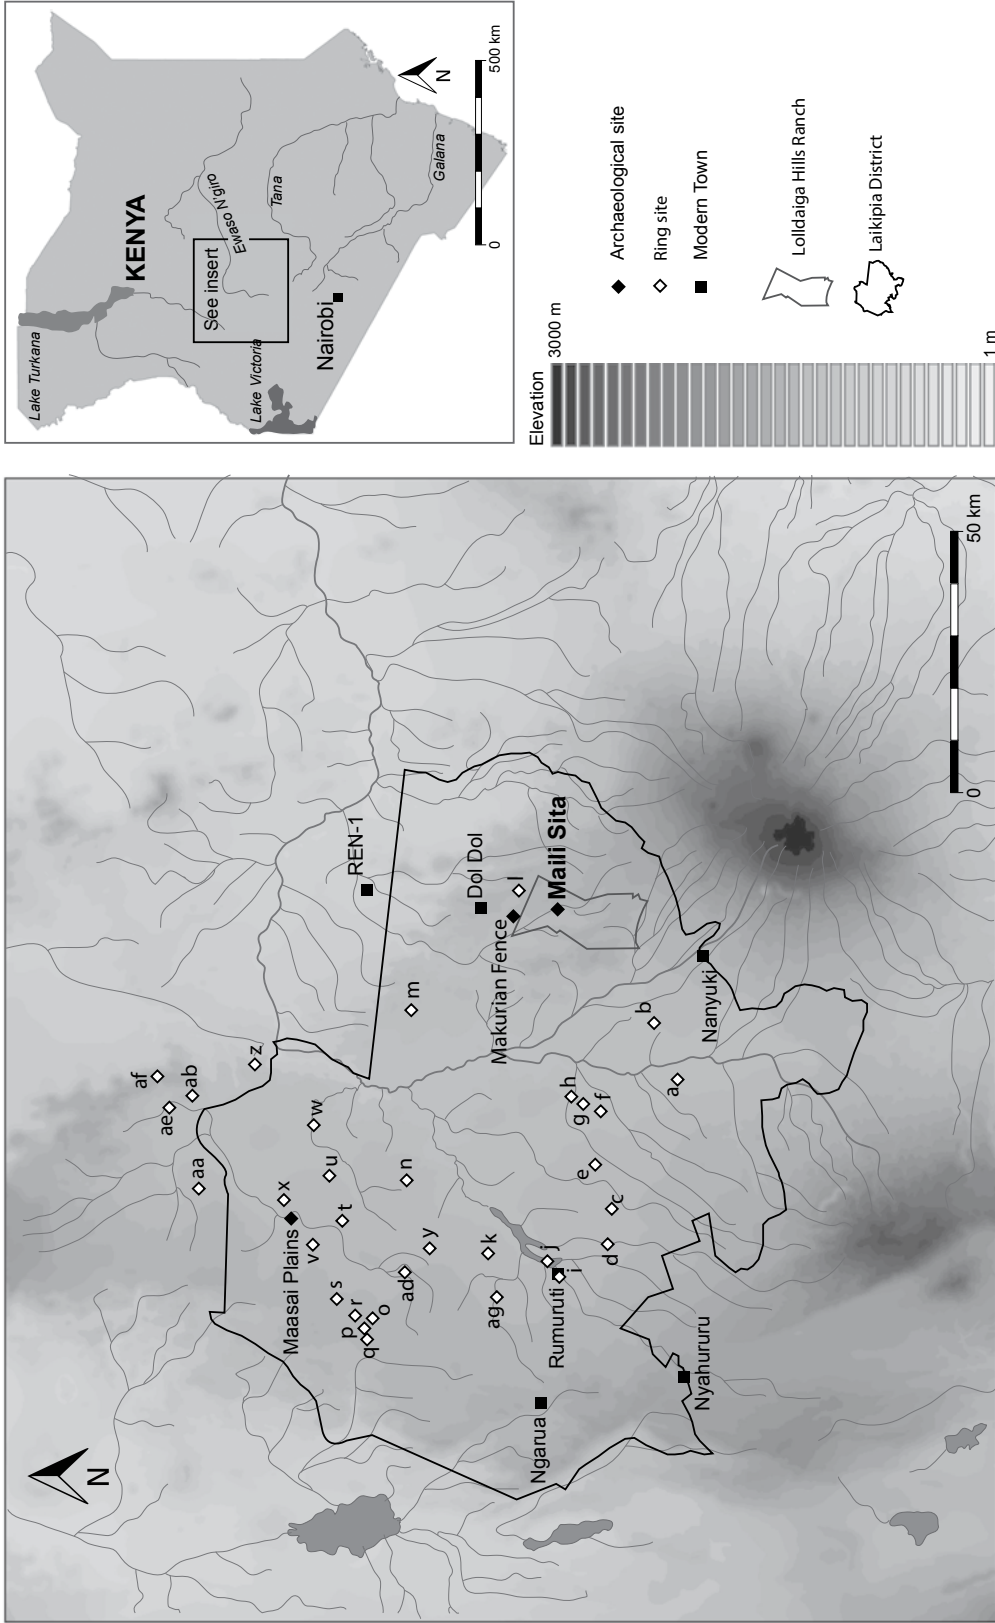 af
ae
ab
aa
z
x
Maasai Plains
w
u
v
t
s
r
p
q
o
n
ad
y
m
REN-1
Dol Dol
Makurian Fence
l
Maili Sita
k
ag
j
i
Rumuruti
Ngarua
h
g
f
e
c
d
b
a
Nanyuki
Nyahururu
N
0
50 km
Lake Turkana
KENYA
See insert
Ewaso N'giro
Tana
Galana
Lake Victoria
Nairobi
N
0
500 km
Elevation
3000 m
1 m
Archaeological site
Ring site
Modern Town
Lolldaiga Hills Ranch
Laikipia District